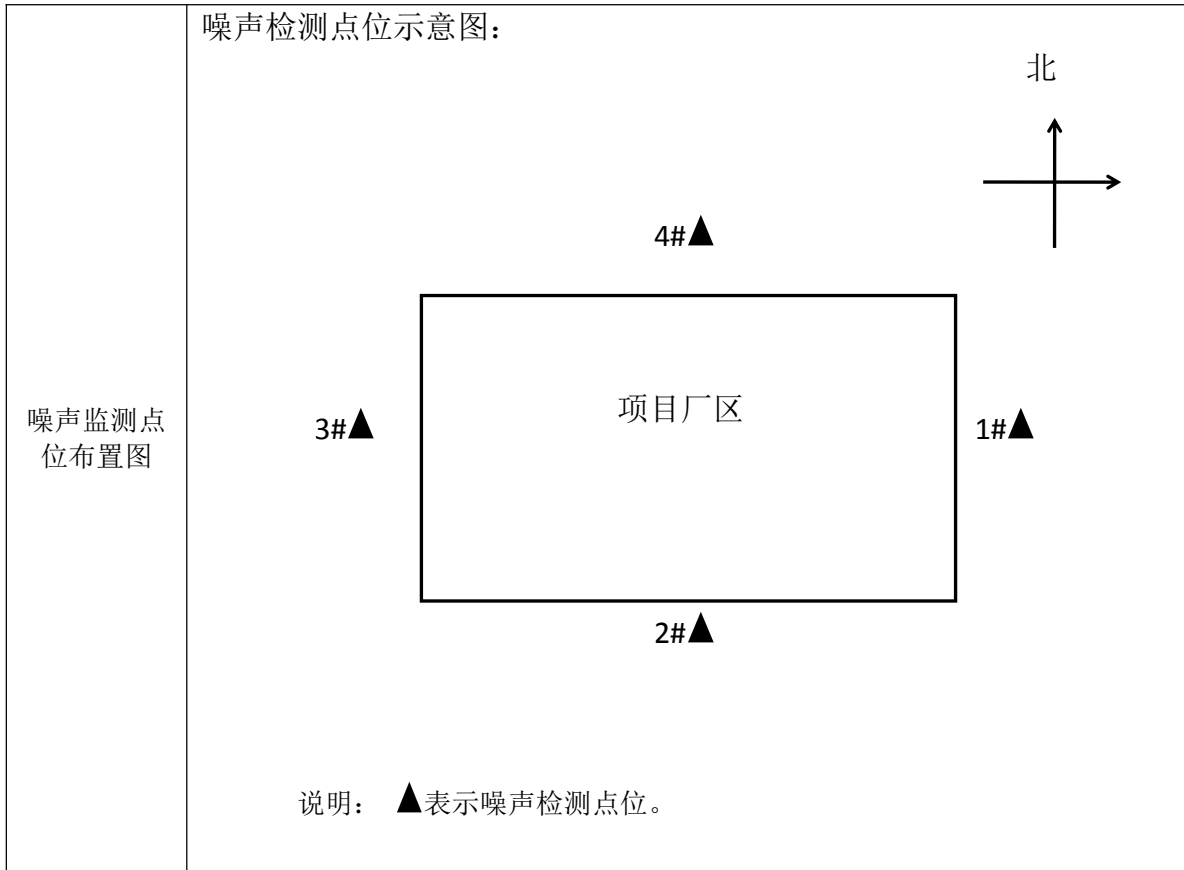 噪声检测点位示意图：
北
4#▲
项目厂区
噪声监测点
位布置图
3#▲
1#▲
2#▲
说明： ▲表示噪声检测点位。